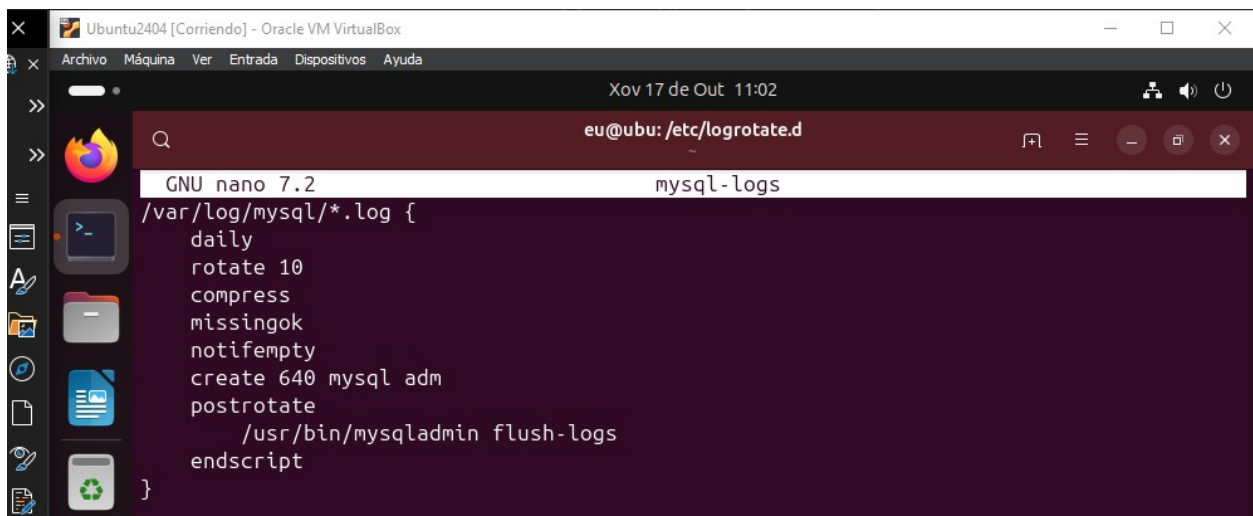 Ubuntu2404 [Corriendo] - Oracle VM VirtualBox
Archivo Máquina Ver Entrada Dispositivos Ayuda
Xov 17 de Out 11:02
eu@ubu: /etc/logrotate.d
~
GNU nano 7.2 mysql-logs
/var/log/mysql/*.log {
daily
rotate 10
compress
missingok
notifempty
create 640 mysql adm
postrotate
/usr/bin/mysqladmin flush-logs
endscript
}